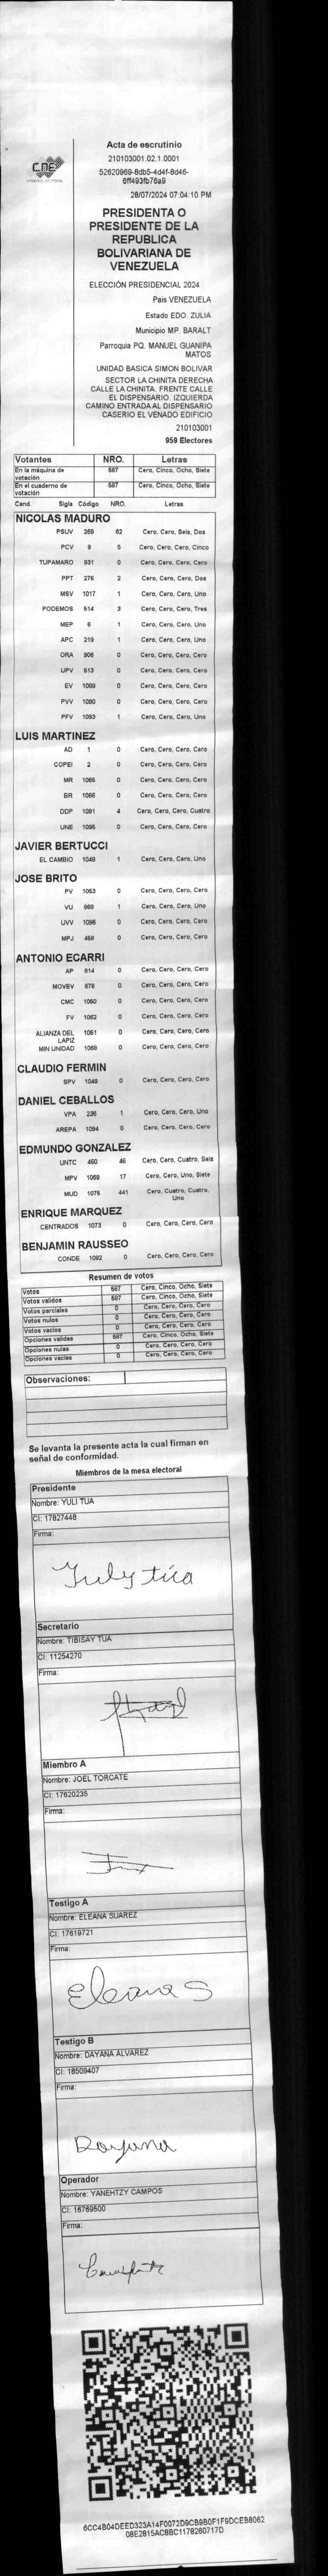 CNE
Acta de escrutinio
210103001.02.1.0001
52620969-8db5-4d4f-8d46-
6ff493fb76a9
28/07/2024 07:04:10 PM
PRESIDENTA O
PRESIDENTE DE LA
REPUBLICA
BOLIVARIANA DE
VENEZUELA
ELECCIÓN PRESIDENCIAL 2024
Pais VENEZUELA
Estado EDO. ZULIA
Municipio MP. BARALT
Parroquia PQ. MANUEL GUANIPA
MATOS
UNIDAD BASICA SIMON BOLIVAR
SECTOR LA CHINITA DERECHA
CALLE LA CHINITA. FRENTE CALLE
EL DISPENSARIO. IZQUIERDA
CAMINO ENTRADA AL DISPENSARIO
CASERIO EL VENADO EDIFICIO
210103001
959 Electores
Votantes NRO. Letras
En la máquina de votación 587 Cero, Cinco, Ocho, Siete
En el cuaderno de votación 587 Cero, Cinco, Ocho, Siete
Cand. Sigla Código NRO. Letras
NICOLAS MADURO
PSUV 269 62 Cero, Cero, Seis, Dos
PCV 9 5 Cero, Cero, Cero, Cinco
TUPAMARO 931 0 Cero, Cero, Cero, Cero
PPT 276 2 Cero, Cero, Cero, Dos
MSV 1017 1 Cero, Cero, Cero, Uno
PODEMOS 514 3 Cero, Cero, Cero, Tres
MEP 6 1 Cero, Cero, Cero, Uno
APC 219 1 Cero, Cero, Cero, Uno
ORA 906 0 Cero, Cero, Cero, Cero
UPV 513 0 Cero, Cero, Cero, Cero
EV 1099 0 Cero, Cero, Cero, Cero
PVV 1090 0 Cero, Cero, Cero, Cero
PFV 1093 1 Cero, Cero, Cero, Uno
LUIS MARTINEZ
AD 1 0 Cero, Cero, Cero, Cero
COPEI 2 0 Cero, Cero, Cero, Cero
MR 1065 0 Cero, Cero, Cero, Cero
BR 1066 0 Cero, Cero, Cero, Cero
DDP 1091 4 Cero, Cero, Cero, Cuatro
UNE 1095 0 Cero, Cero, Cero, Cero
JAVIER BERTUCCI
EL CAMBIO 1048 1 Cero, Cero, Cero, Uno
JOSE BRITO
PV 1053 0 Cero, Cero, Cero, Cero
VU 968 1 Cero, Cero, Cero, Uno
UVV 1096 0 Cero, Cero, Cero, Cero
MPJ 458 0 Cero, Cero, Cero, Cero
ANTONIO ECARRI
AP 814 0 Cero, Cero, Cero, Cero
MOVEV 878 0 Cero, Cero, Cero, Cero
CMC 1060 0 Cero, Cero, Cero, Cero
FV 1062 0 Cero, Cero, Cero, Cero
ALIANZA DEL LAPIZ 1061 0 Cero, Cero, Cero, Cero
MIN UNIDAD 1088 0 Cero, Cero, Cero, Cero
CLAUDIO FERMIN
SPV 1049 0 Cero, Cero, Cero, Cero
DANIEL CEBALLOS
VPA 236 1 Cero, Cero, Cero, Uno
AREPA 1094 0 Cero, Cero, Cero, Cero
EDMUNDO GONZALEZ
UNTC 460 46 Cero, Cero, Cuatro, Seis
MPV 1069 17 Cero, Cero, Uno, Siete
MUD 1076 441 Cero, Cuatro, Cuatro,
Uno
ENRIQUE MARQUEZ
CENTRADOS 1073 0 Cero, Cero, Cero, Cero
BENJAMIN RAUSSEO
CONDE 1092 0 Cero, Cero, Cero, Cero
Resumen de votos
Votos 587 Cero, Cinco, Ocho, Siete
Votos validos 587 Cero, Cinco, Ocho, Siete
Votos parciales 0 Cero, Cero, Cero, Cero
Votos nulos 0 Cero, Cero, Cero, Cero
Votos vacios 0 Cero, Cero, Cero, Cero
Opciones validas 587 Cero, Cinco, Ocho, Siete
Opciones nulas 0 Cero, Cero, Cero, Cero
Opciones vacias 0 Cero, Cero, Cero, Cero
Observaciones:
Se levanta la presente acta la cual firman en
señal de conformidad.
Miembros de la mesa electoral
Presidente
Nombre: YULI TUA
CI: 17827448
Firma:
Yuly túa
Secretario
Nombre: TIBISAY TUA
CI: 11254270
Firma:
Miembro A
Nombre: JOEL TORCATE
CI: 17620235
Firma:
Testigo A
Nombre: ELEANA SUAREZ
CI: 17619721
Firma:
Eleana S
Testigo B
Nombre: DAYANA ALVAREZ
CI: 18509407
Firma:
Dayana
Operador
Nombre: YANEHTZY CAMPOS
CI: 16769500
Firma:
6CC4B04DEED323A14F0072D9CB9B0F1F9DCEB8062
08E2815AC8BC1178260717D